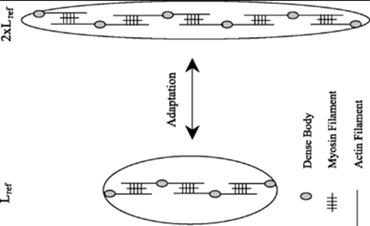 2xLref
Adaptation
Lref
Dense Body
Myosin Filament
Actin Filament